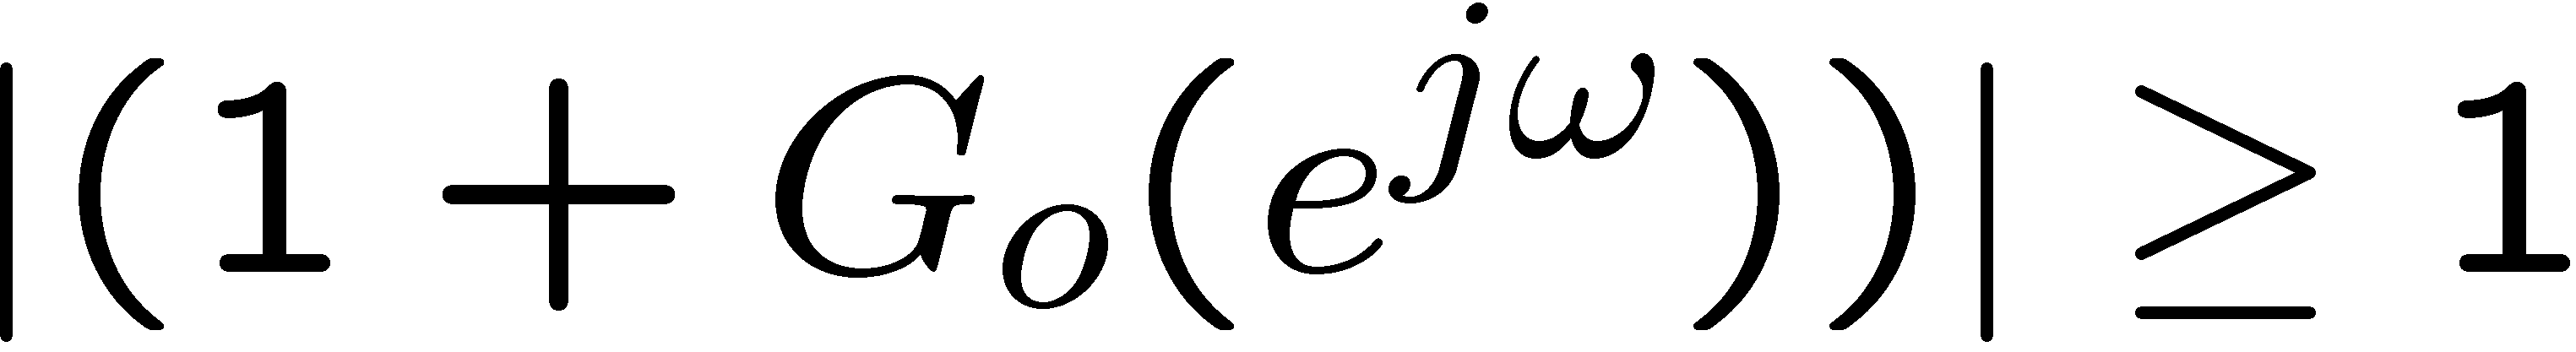 |(1 + G_o(e^{jω}))| ≥ 1